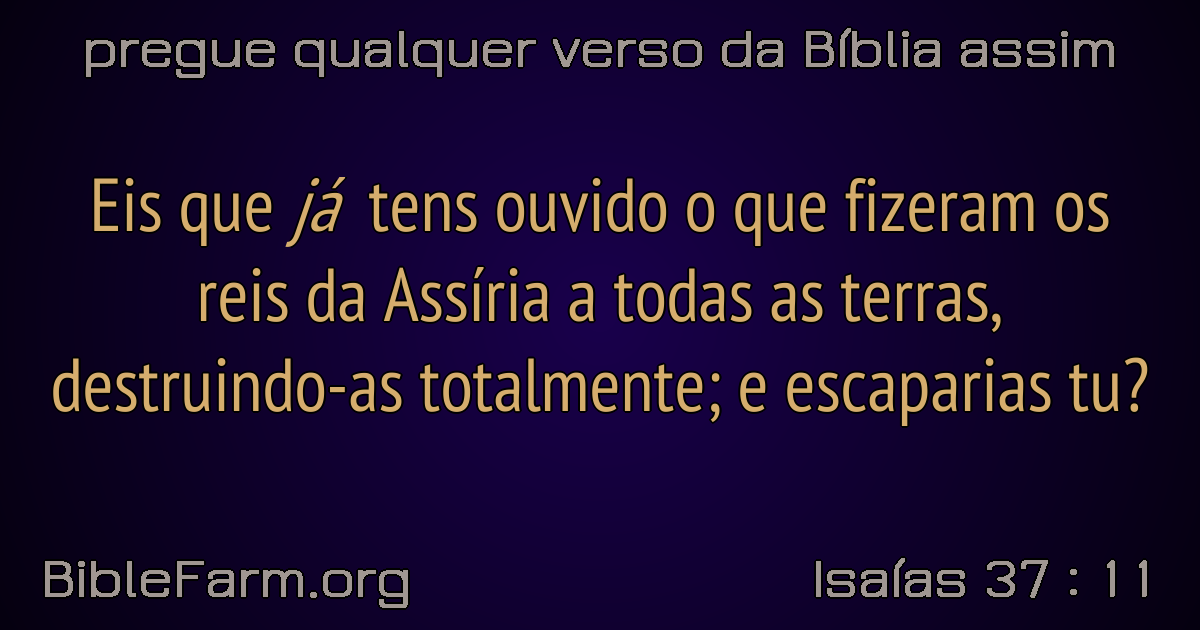 pregue qualquer verso da Bíblia assim
Eis que já tens ouvido o que fizeram os
reis da Assíria a todas as terras,
destruindo-as totalmente; e escaparias tu?
BibleFarm.org
Isaías 37 : 11